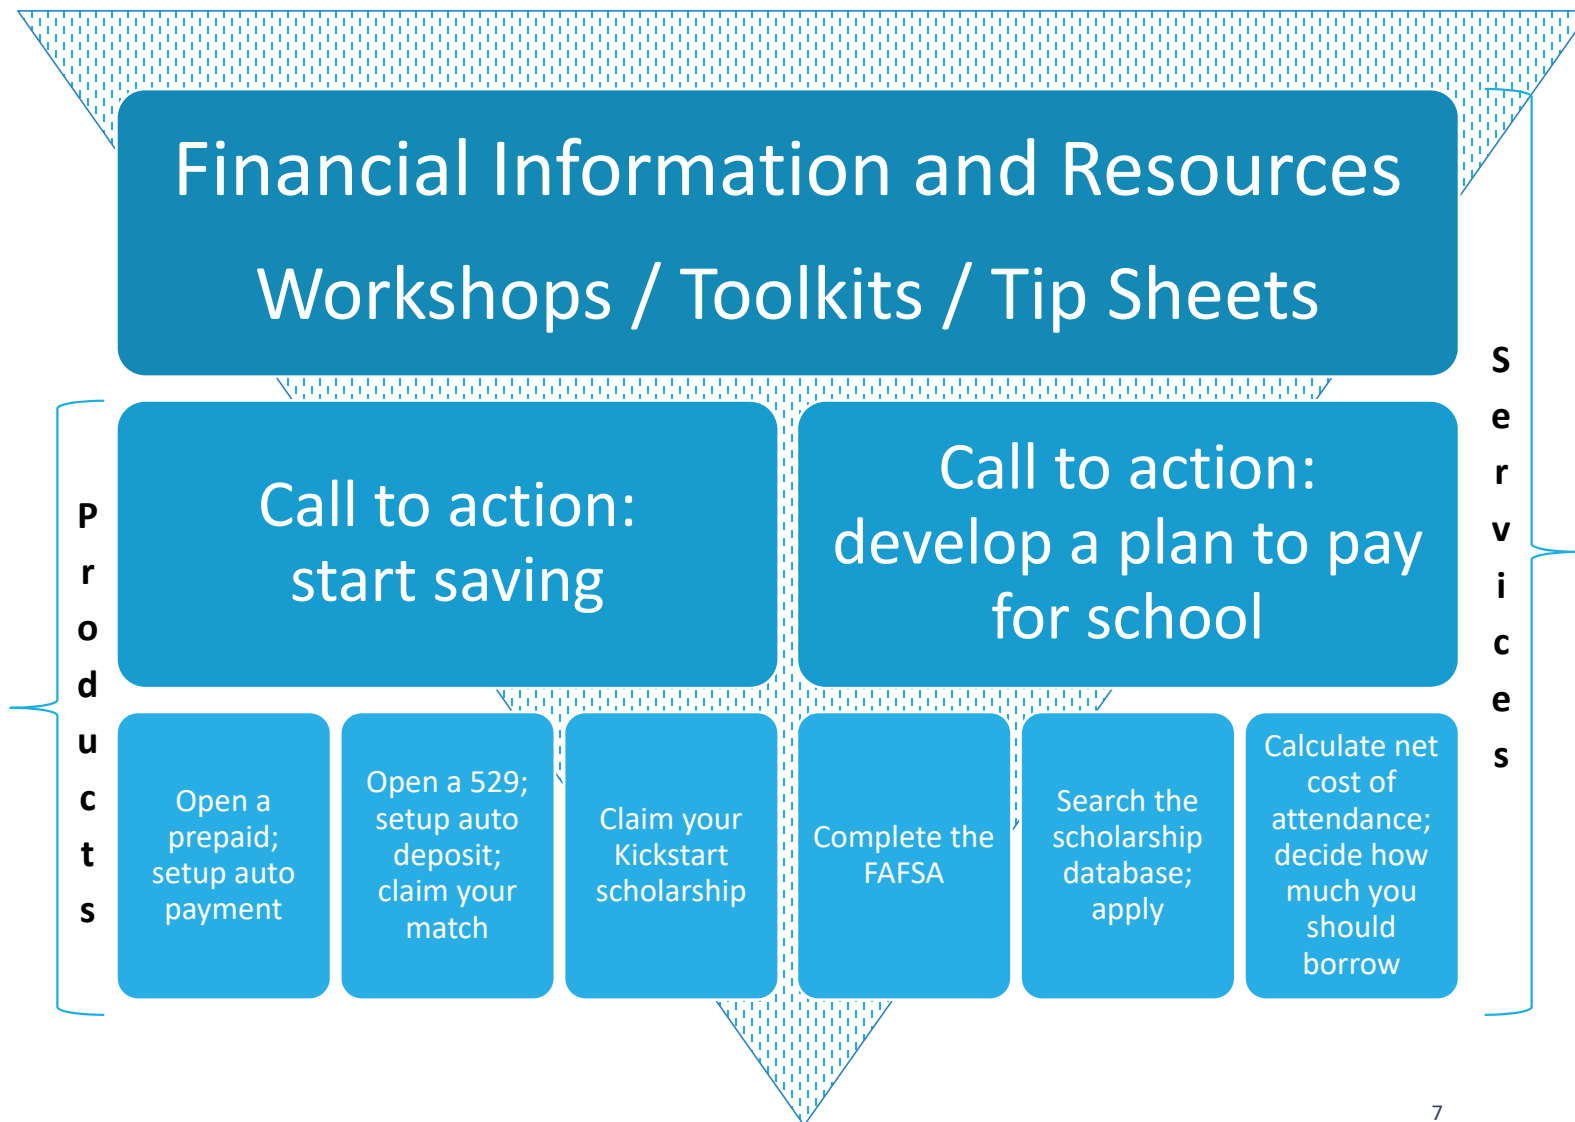 Financial Information and Resources
Workshops / Toolkits / Tip Sheets
Products
Services
Call to action:
start saving
Call to action:
develop a plan to pay
for school
Open a
prepaid;
setup auto
payment
Open a 529;
setup auto
deposit;
claim your
match
Claim your
Kickstart
scholarship
Complete the
FAFSA
Search the
scholarship
database;
apply
Calculate net
cost of
attendance;
decide how
much you
should
borrow
7